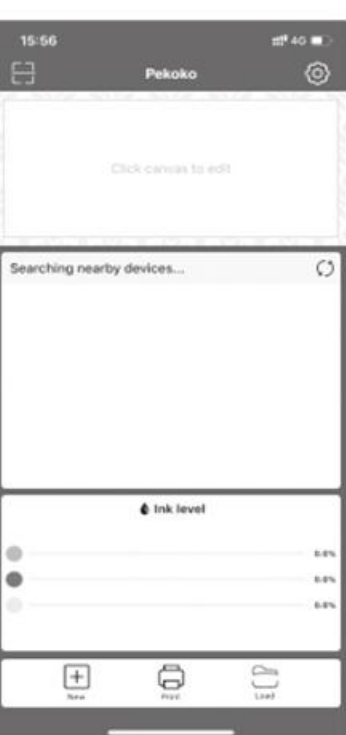 15:56
4G
Pekoko
Click canvas to edit
Searching nearby devices...
Ink level
0.0%
0.0%
0.0%
New
Print
Load